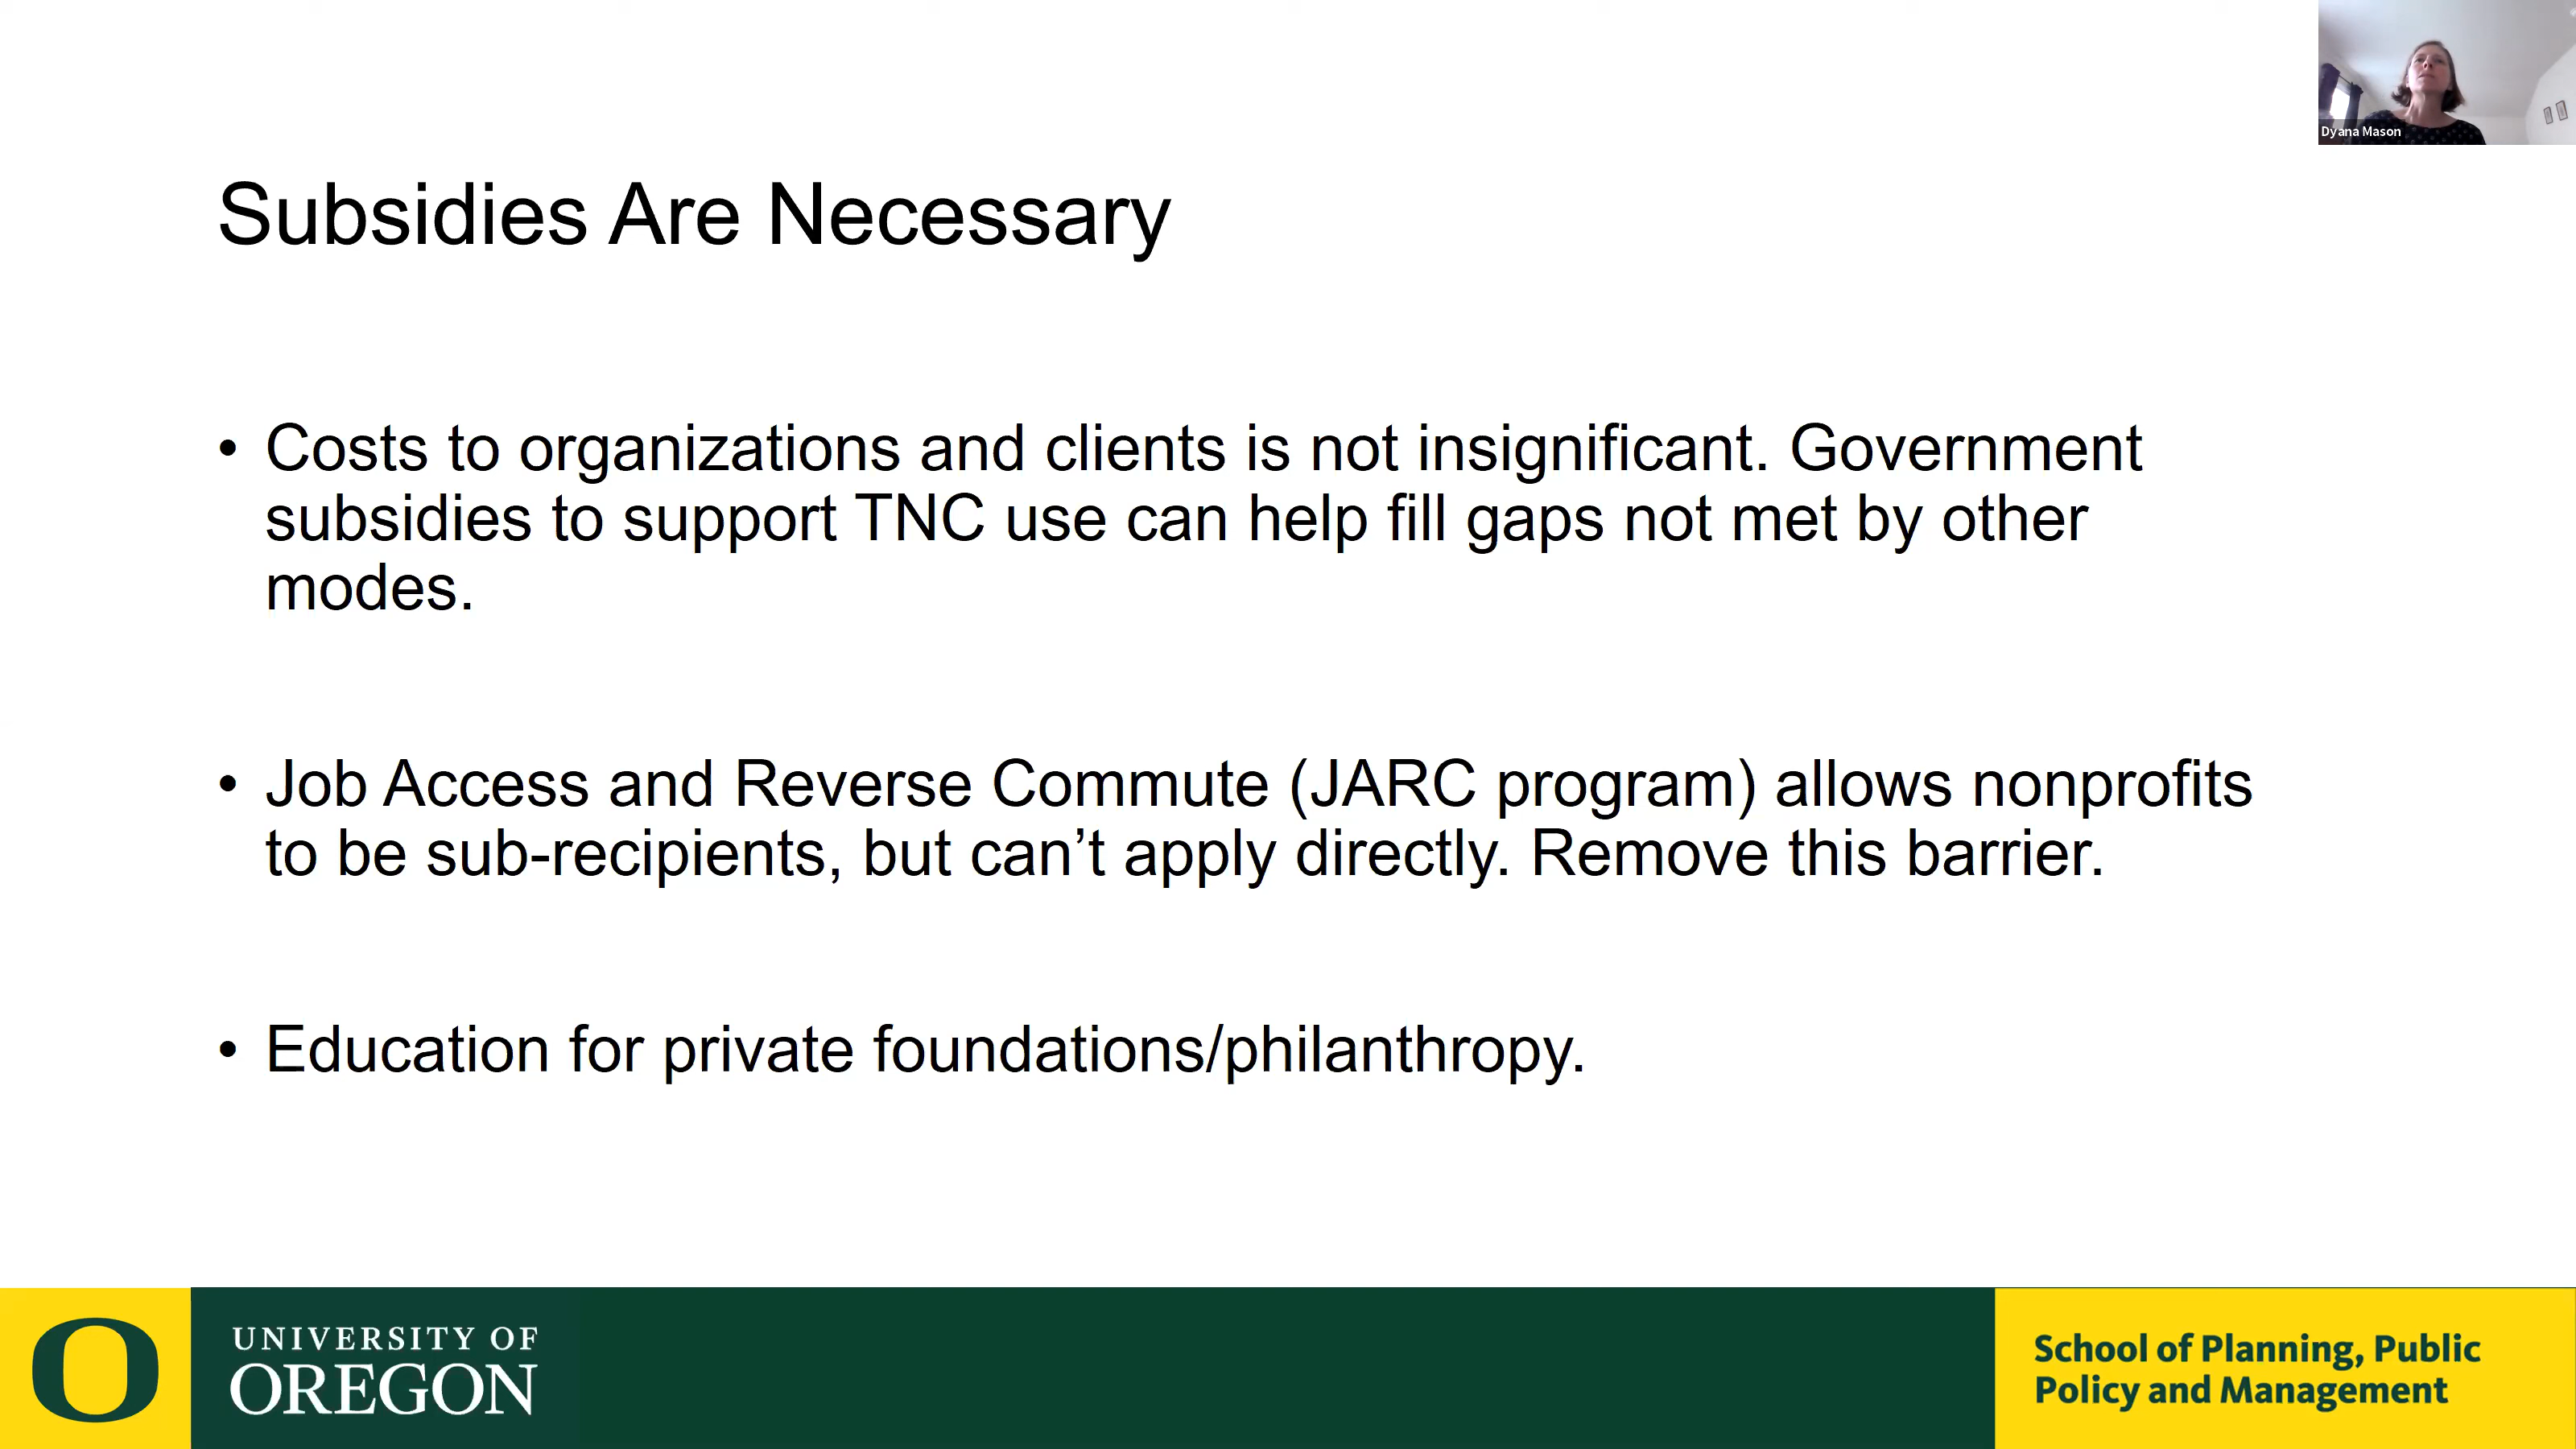 Dyana Mason
Subsidies Are Necessary
• Costs to organizations and clients is not insignificant. Government
subsidies to support TNC use can help fill gaps not met by other
modes.
• Job Access and Reverse Commute (JARC program) allows nonprofits
to be sub-recipients, but can’t apply directly. Remove this barrier.
• Education for private foundations/philanthropy.
O
UNIVERSITY OF
OREGON
School of Planning, Public
Policy and Management